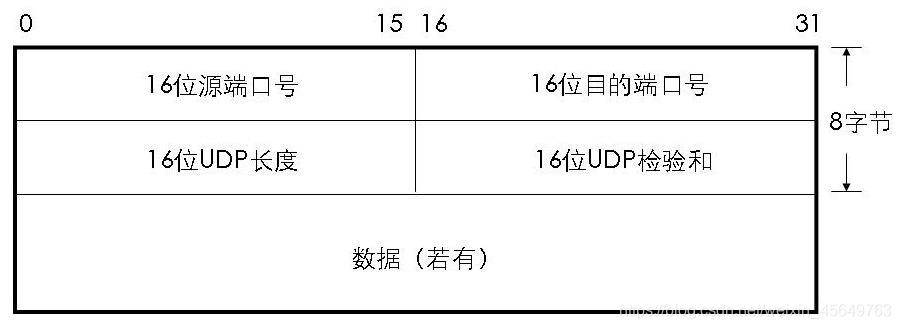 0 15 16 31
16位源端口号 16位目的端口号
8字节
16位UDP长度 16位UDP检验和
数据（若有）
https://blog.csdn.net/weixin_45649763